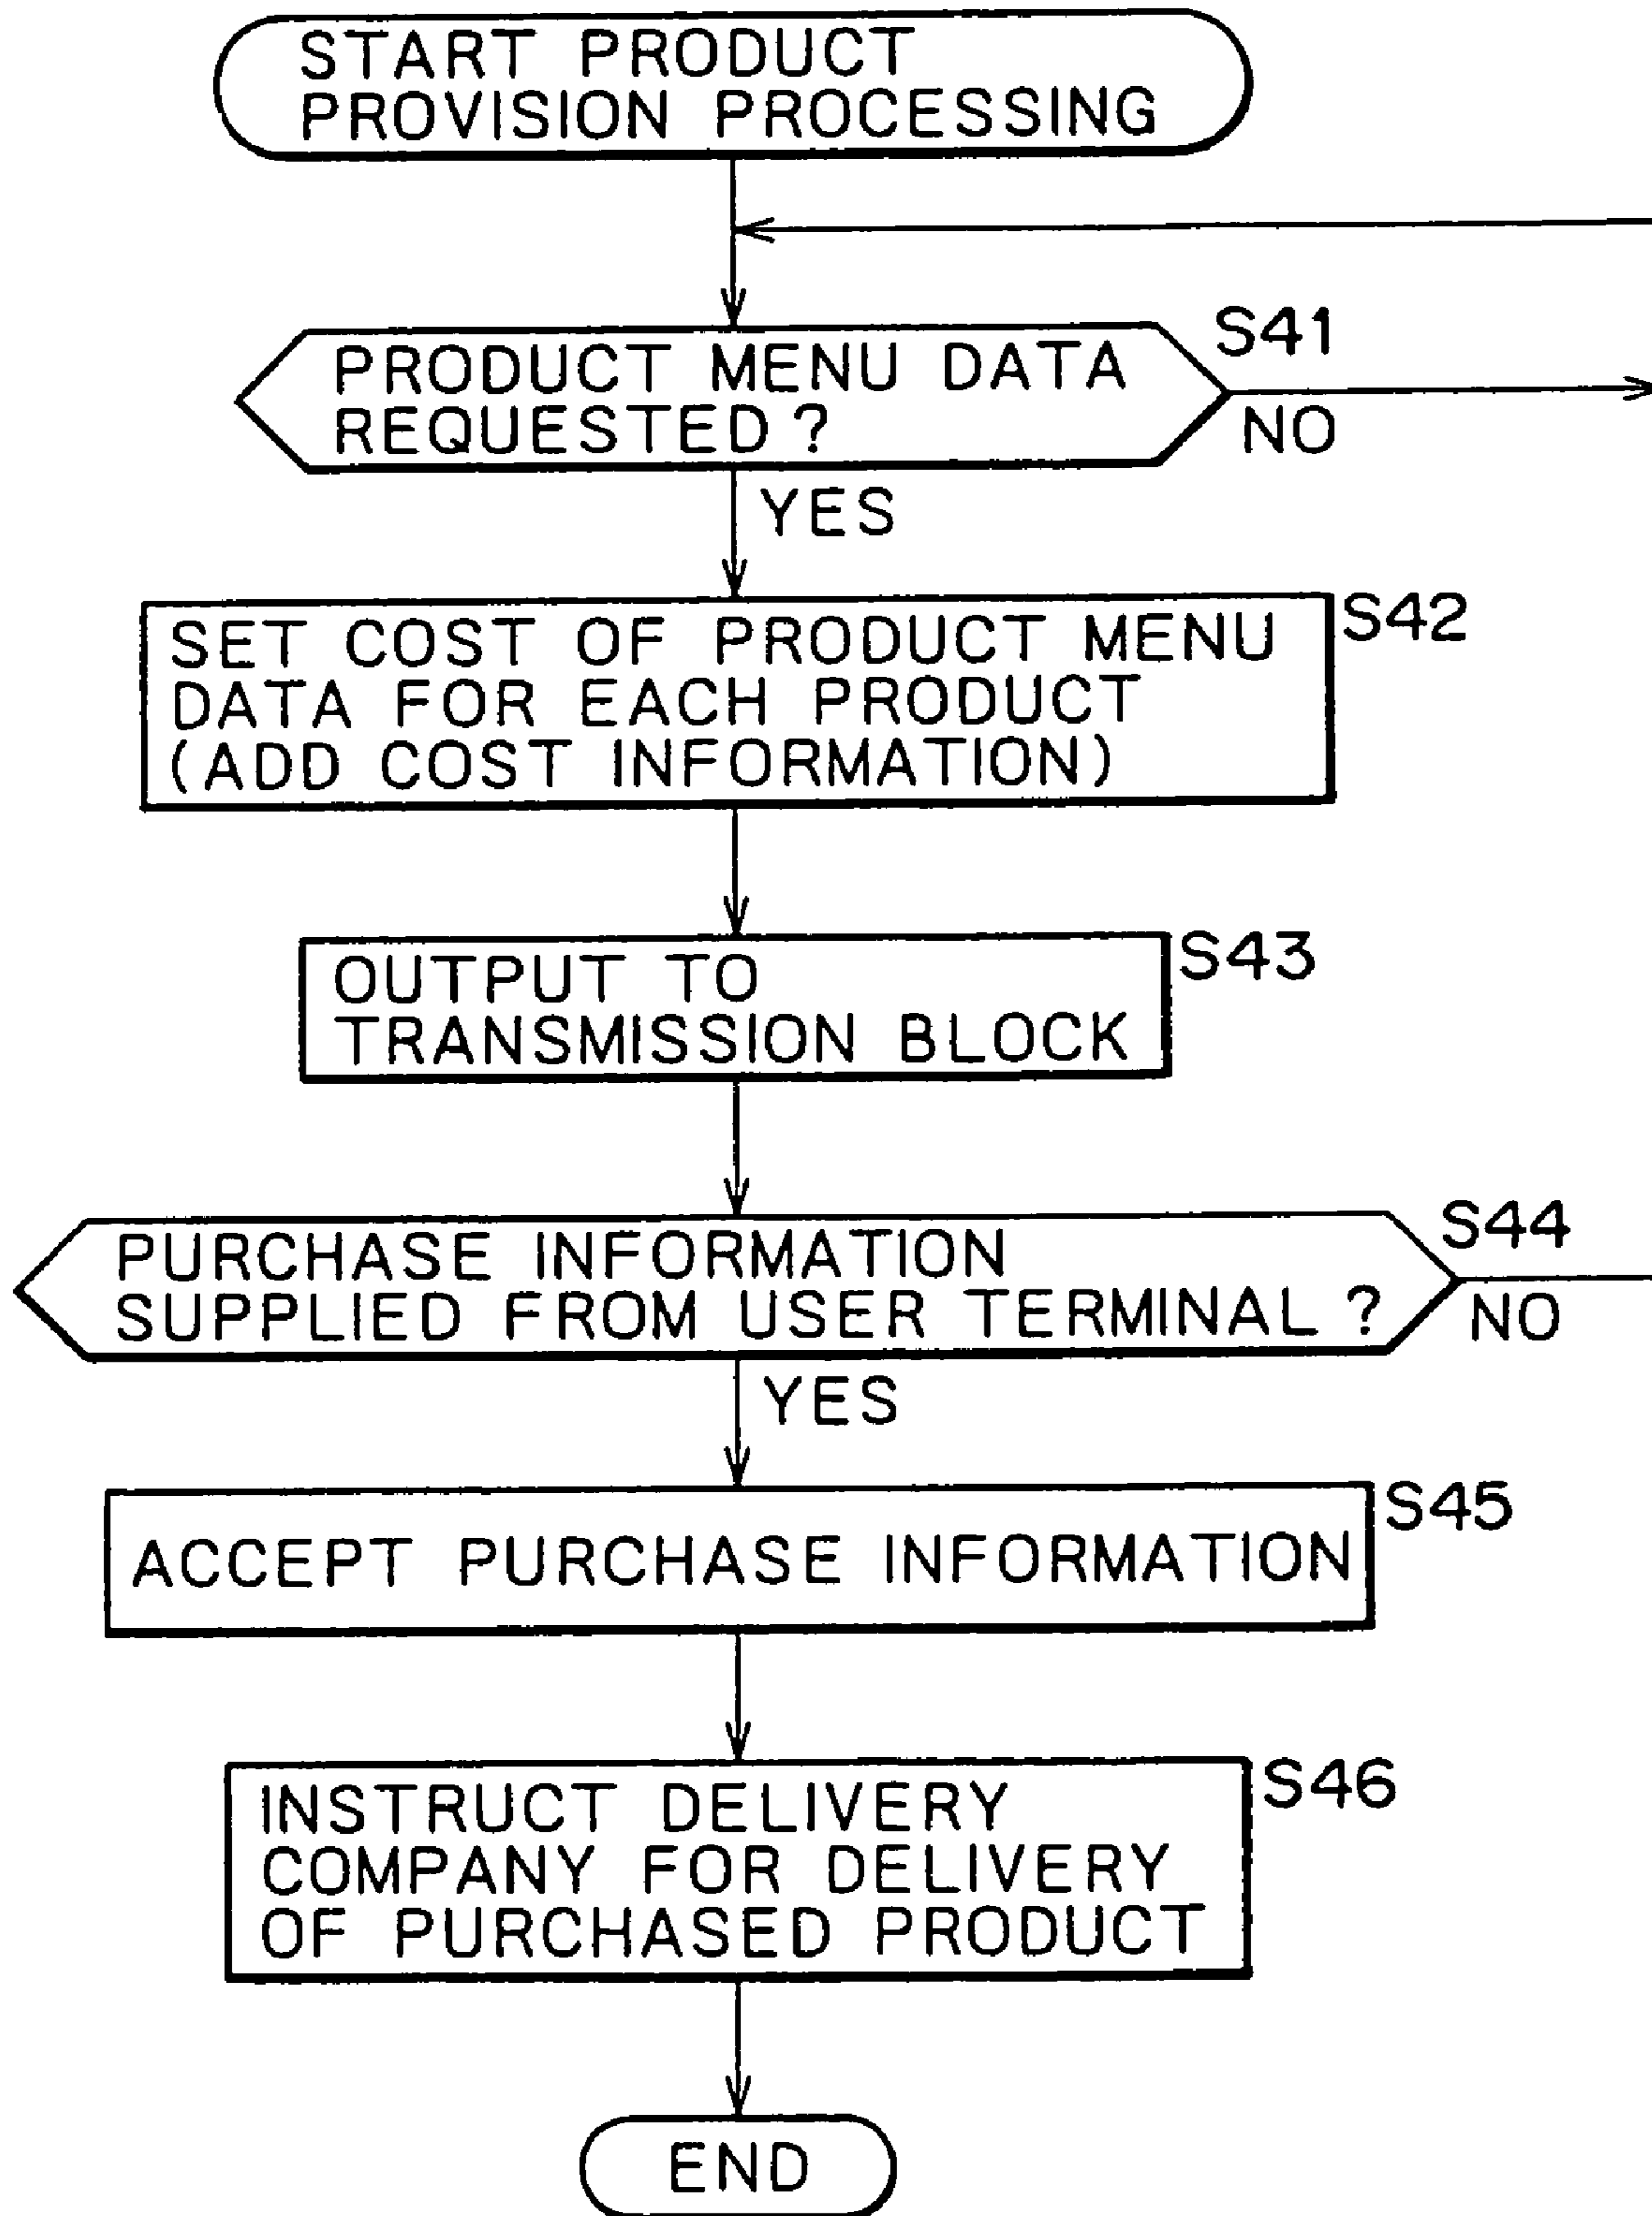 START PRODUCT
PROVISION PROCESSING
S41
PRODUCT MENU DATA
REQUESTED?
NO
YES
S42
SET COST OF PRODUCT MENU
DATA FOR EACH PRODUCT
(ADD COST INFORMATION)
S43
OUTPUT TO
TRANSMISSION BLOCK
S44
PURCHASE INFORMATION
SUPPLIED FROM USER TERMINAL?
NO
YES
S45
ACCEPT PURCHASE INFORMATION
S46
INSTRUCT DELIVERY
COMPANY FOR DELIVERY
OF PURCHASED PRODUCT
END